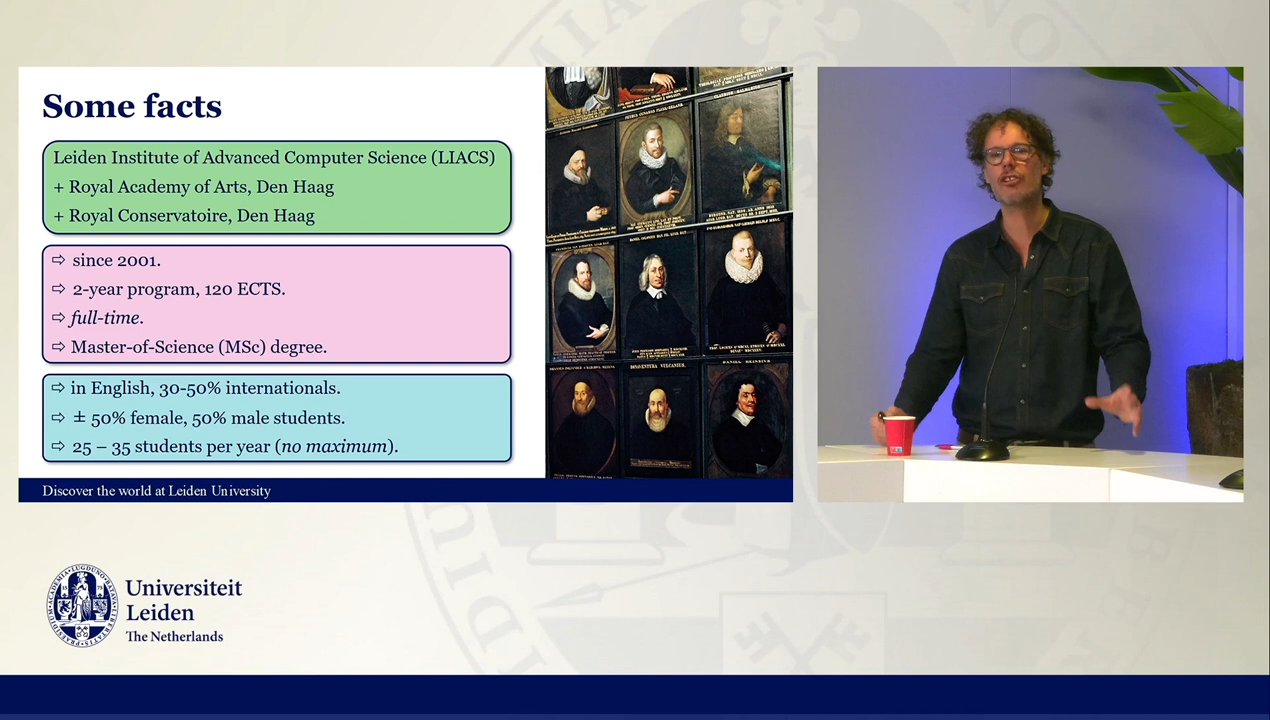 Some facts
Leiden Institute of Advanced Computer Science (LIACS)
+ Royal Academy of Arts, Den Haag
+ Royal Conservatoire, Den Haag
⇨ since 2001.
⇨ 2-year program, 120 ECTS.
⇨ full-time.
⇨ Master-of-Science (MSc) degree.
⇨ in English, 30-50% internationals.
⇨ ± 50% female, 50% male students.
⇨ 25 – 35 students per year (no maximum).
Discover the world at Leiden University
BONAVENTURA VULCANIUS.
Universiteit
Leiden
The Netherlands